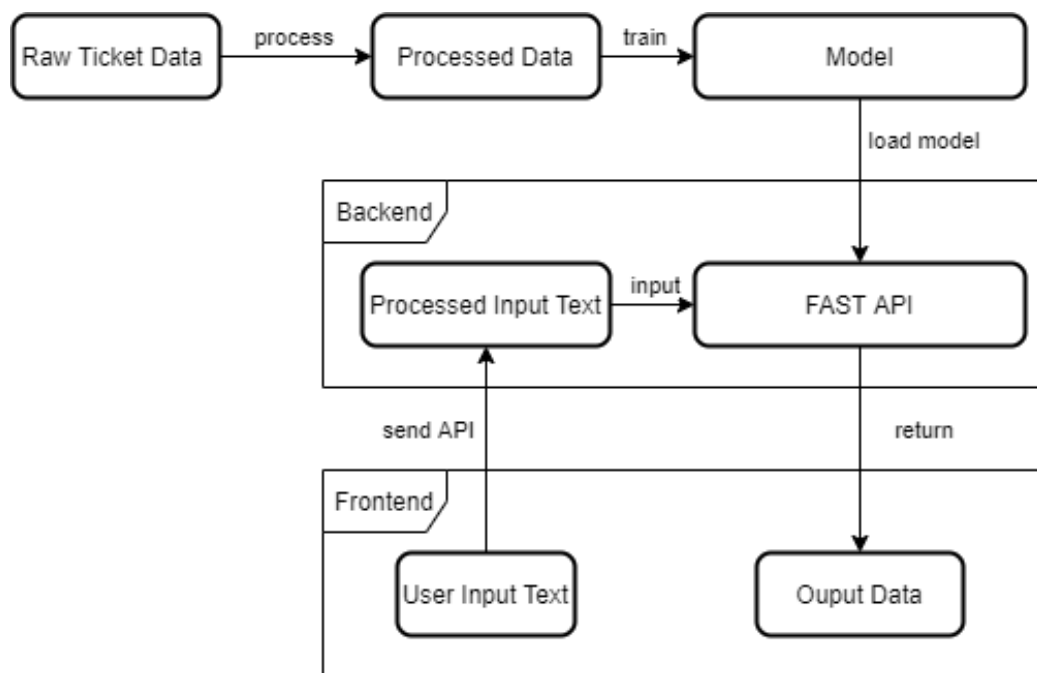 Raw Ticket Data
process
Processed Data
train
Model
load model
Backend
Processed Input Text
input
FAST API
send API
return
Frontend
User Input Text
Ouput Data